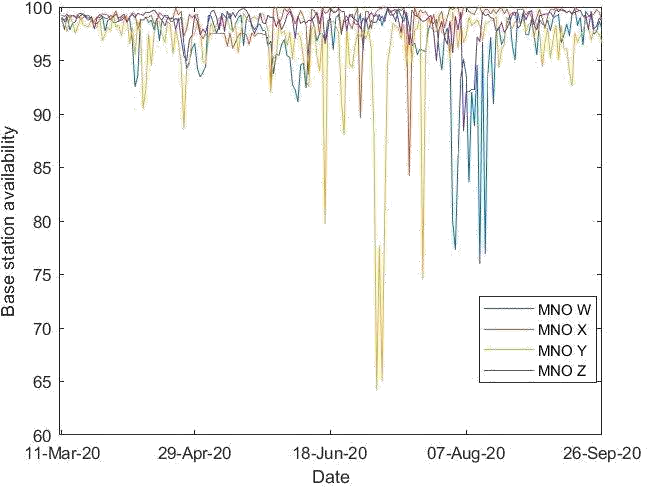 100
95
90
85
80
75
70
65
60
Base station availability
MNO W
MNO X
MNO Y
MNO Z
11-Mar-20 29-Apr-20 18-Jun-20 07-Aug-20 26-Sep-20
Date